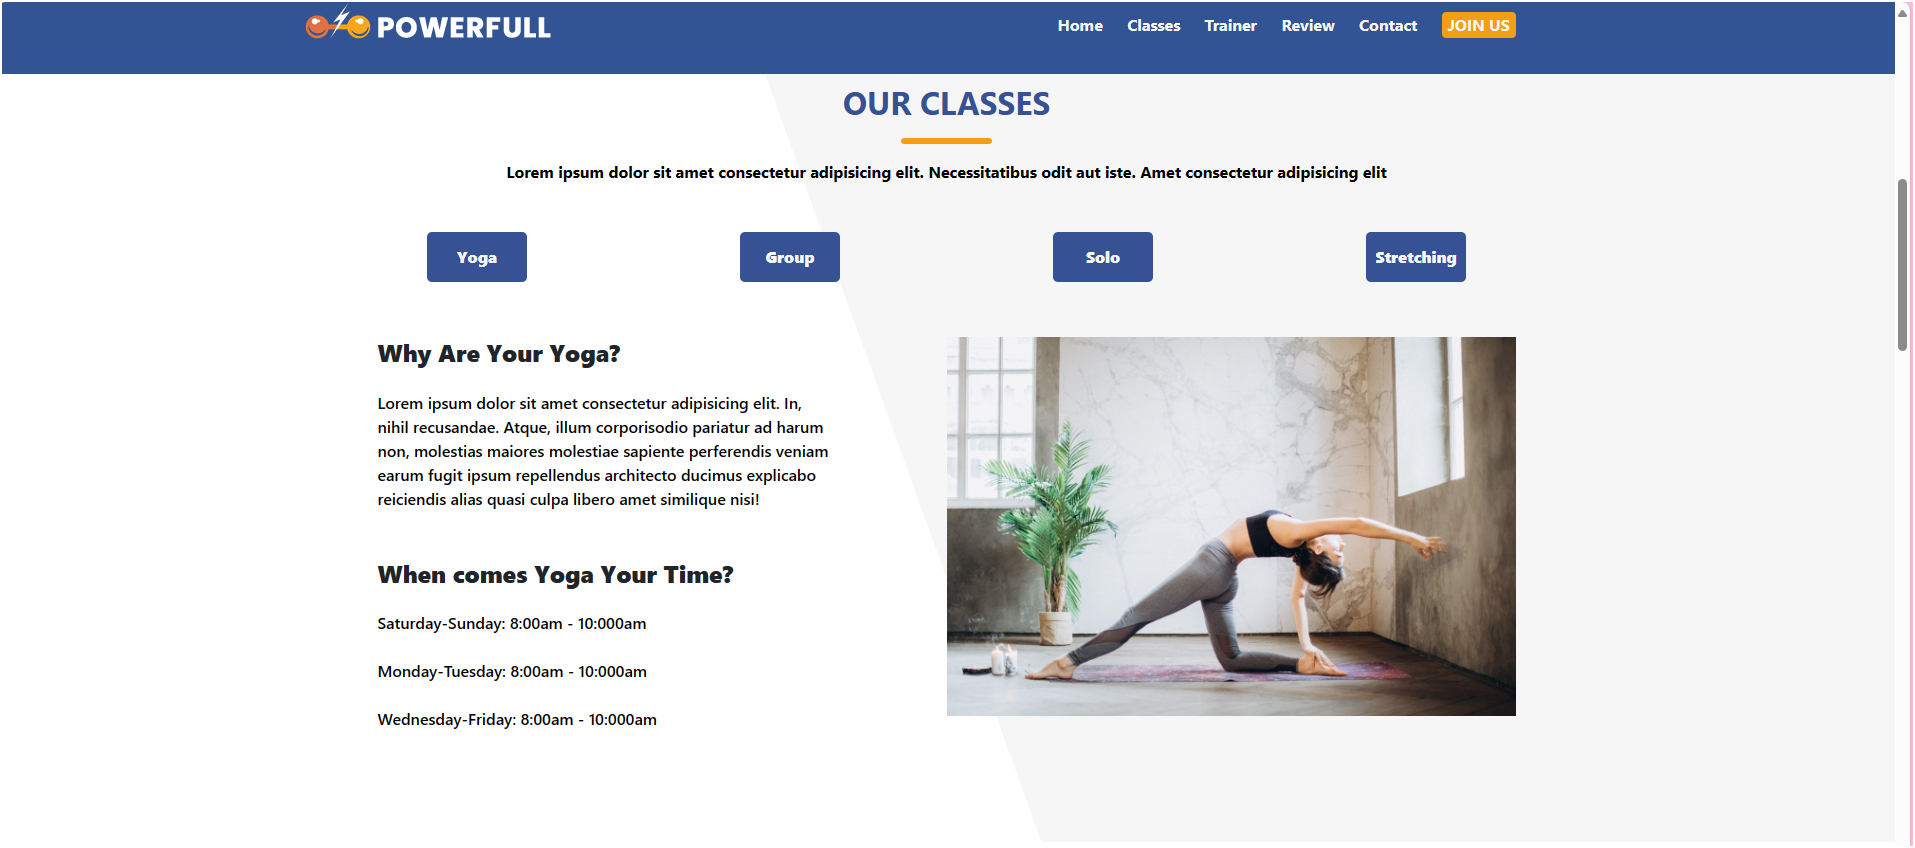 POWERFULL
Home Classes Trainer Review Contact JOIN US
OUR CLASSES
Lorem ipsum dolor sit amet consectetur adipisicing elit. Necessitatibus odit aut iste. Amet consectetur adipisicing elit
Yoga Group Solo Stretching
Why Are Your Yoga?
Lorem ipsum dolor sit amet consectetur adipisicing elit. In,
nihil recusandae. Atque, illum corporisodio pariatur ad harum
non, molestias maiores molestiae sapiente perferendis veniam
earum fugit ipsum repellendus architecto ducimus explicabo
reiciendis alias quasi culpa libero amet similique nisi!
When comes Yoga Your Time?
Saturday-Sunday: 8:00am - 10:000am
Monday-Tuesday: 8:00am - 10:000am
Wednesday-Friday: 8:00am - 10:000am